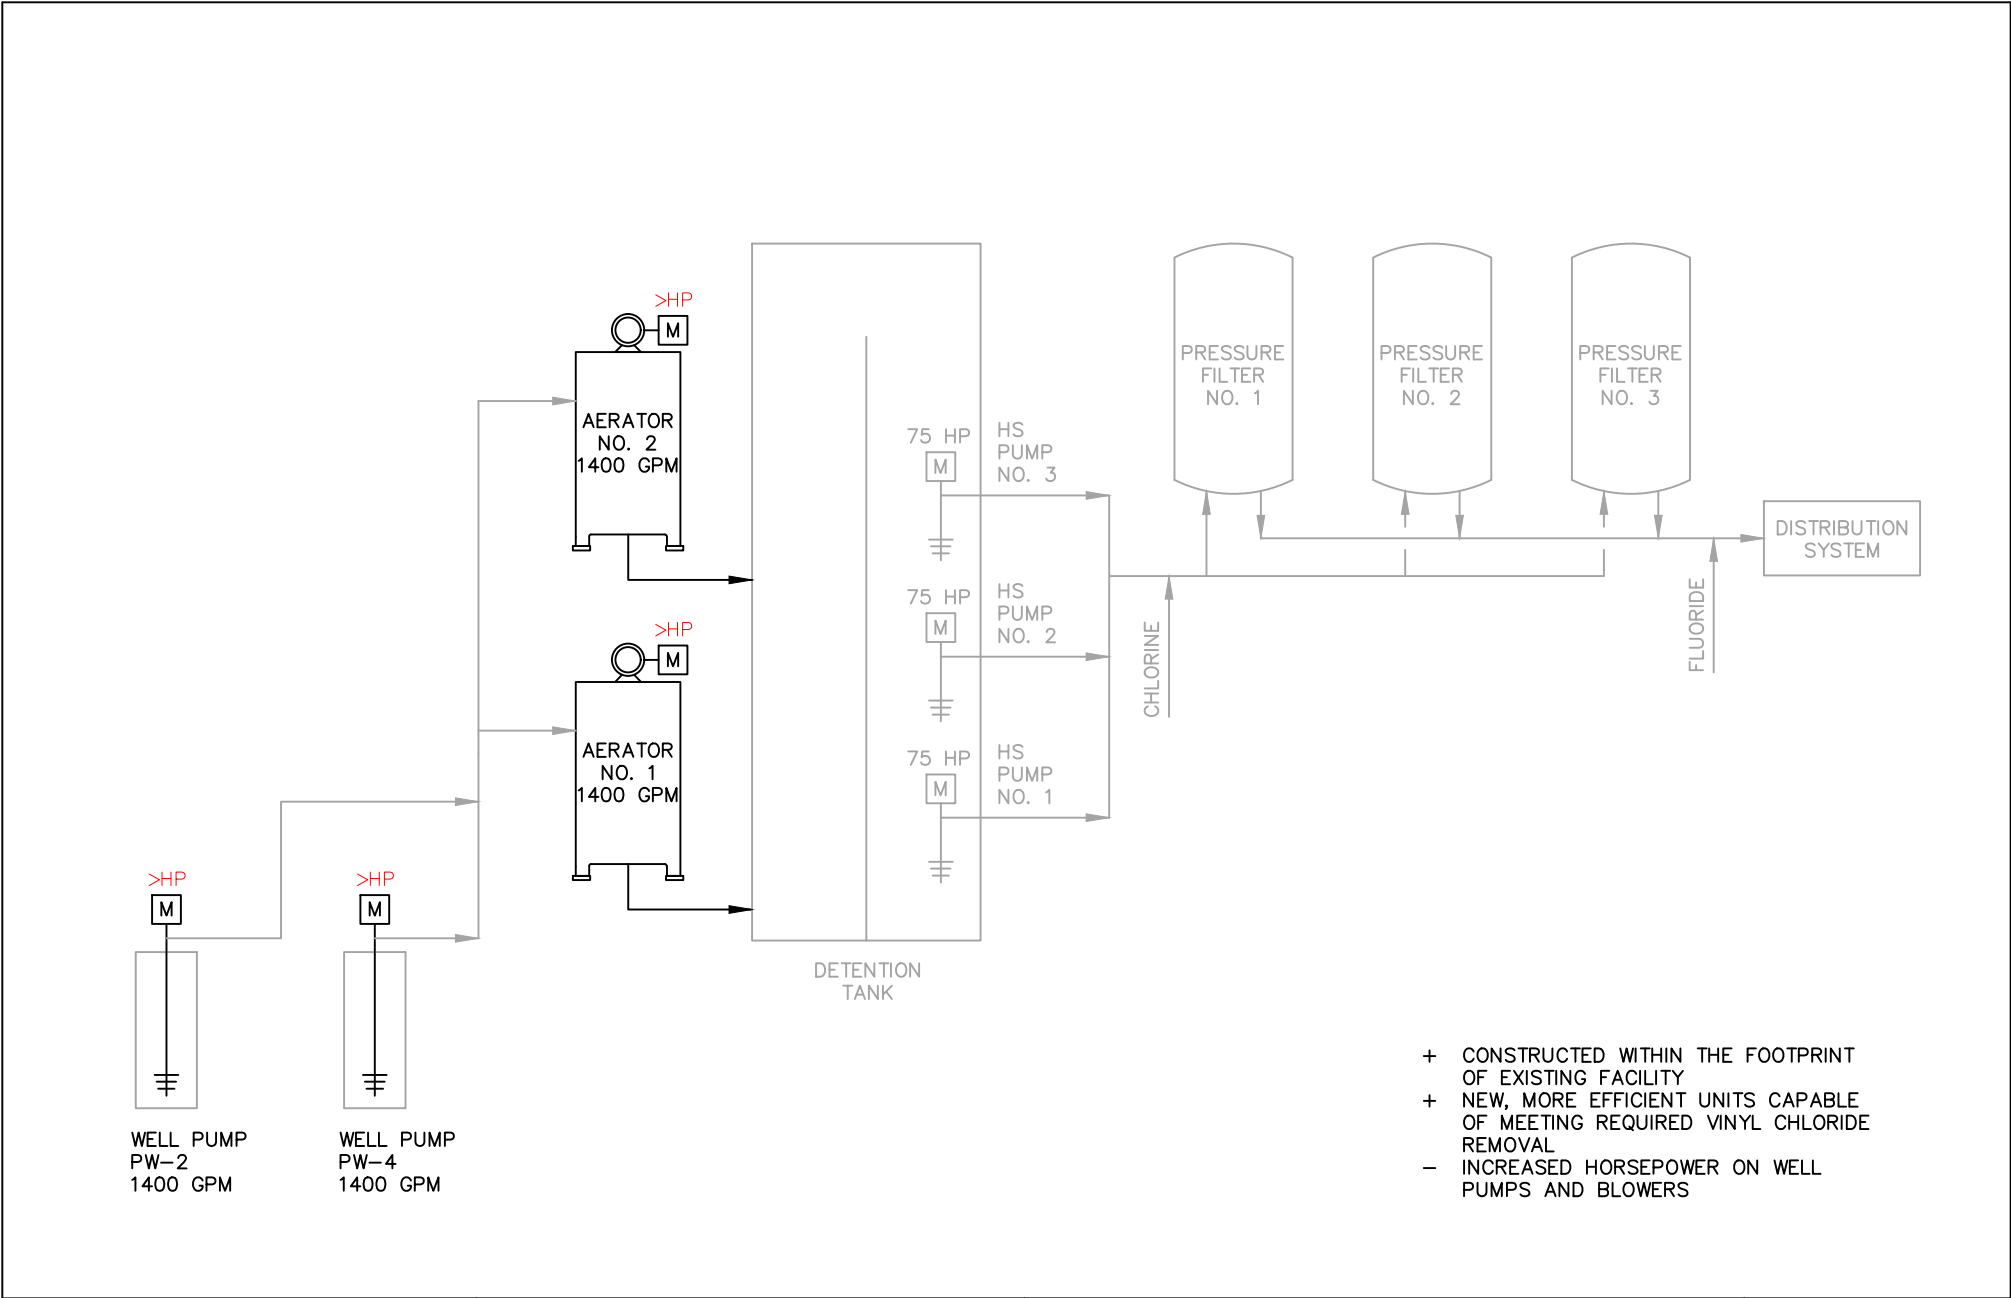 >HP
M
AERATOR
NO. 2
1400 GPM
>HP
M
AERATOR
NO. 1
1400 GPM
>HP
M
WELL PUMP
PW-2
1400 GPM
>HP
M
WELL PUMP
PW-4
1400 GPM
75 HP
M
HS
PUMP
NO. 3
75 HP
M
HS
PUMP
NO. 2
75 HP
M
HS
PUMP
NO. 1
DETENTION
TANK
CHLORINE
PRESSURE
FILTER
NO. 1
PRESSURE
FILTER
NO. 2
PRESSURE
FILTER
NO. 3
FLUORIDE
DISTRIBUTION
SYSTEM
+ CONSTRUCTED WITHIN THE FOOTPRINT
OF EXISTING FACILITY
+ NEW, MORE EFFICIENT UNITS CAPABLE
OF MEETING REQUIRED VINYL CHLORIDE
REMOVAL
- INCREASED HORSEPOWER ON WELL
PUMPS AND BLOWERS